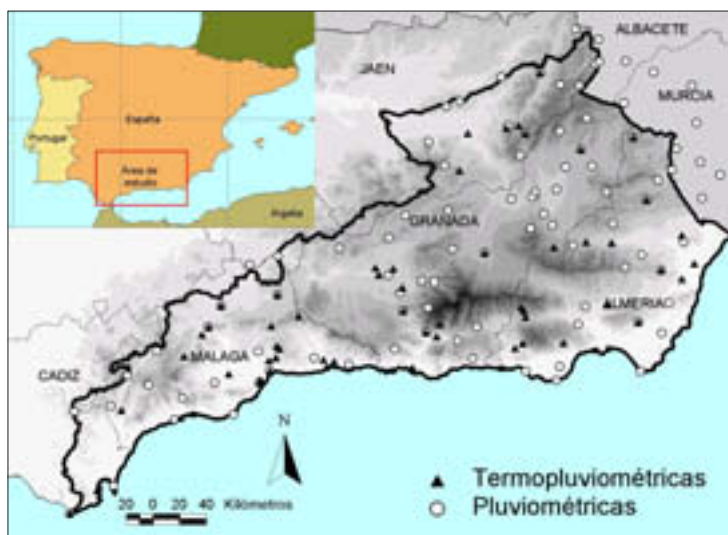 ALBACETE
JAEN
MURCIA
España
Portugal
Área de
estudio
Argelia
GRANADA
ALMERIA
MALAGA
CADIZ
N
20 0 20 40 Kilómetros
Termopluviométricas
Pluviométricas